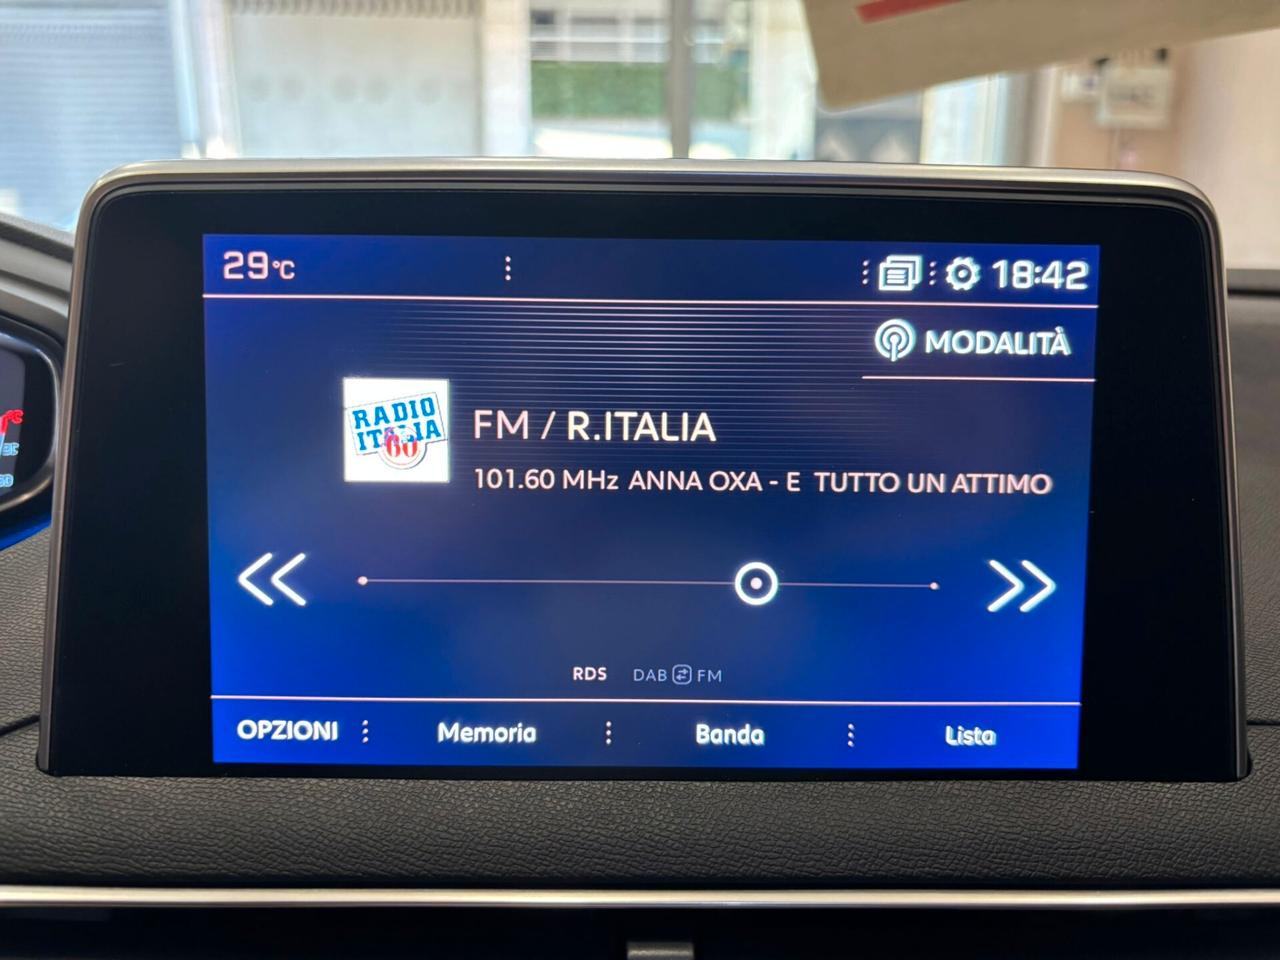 29°C
18:42
MODALITÀ
RADIO
ITALIA
60
FM / R.ITALIA
101.60 MHz ANNA OXA - E TUTTO UN ATTIMO
RDS DAB FM
OPZIONI Memoria Banda Lista